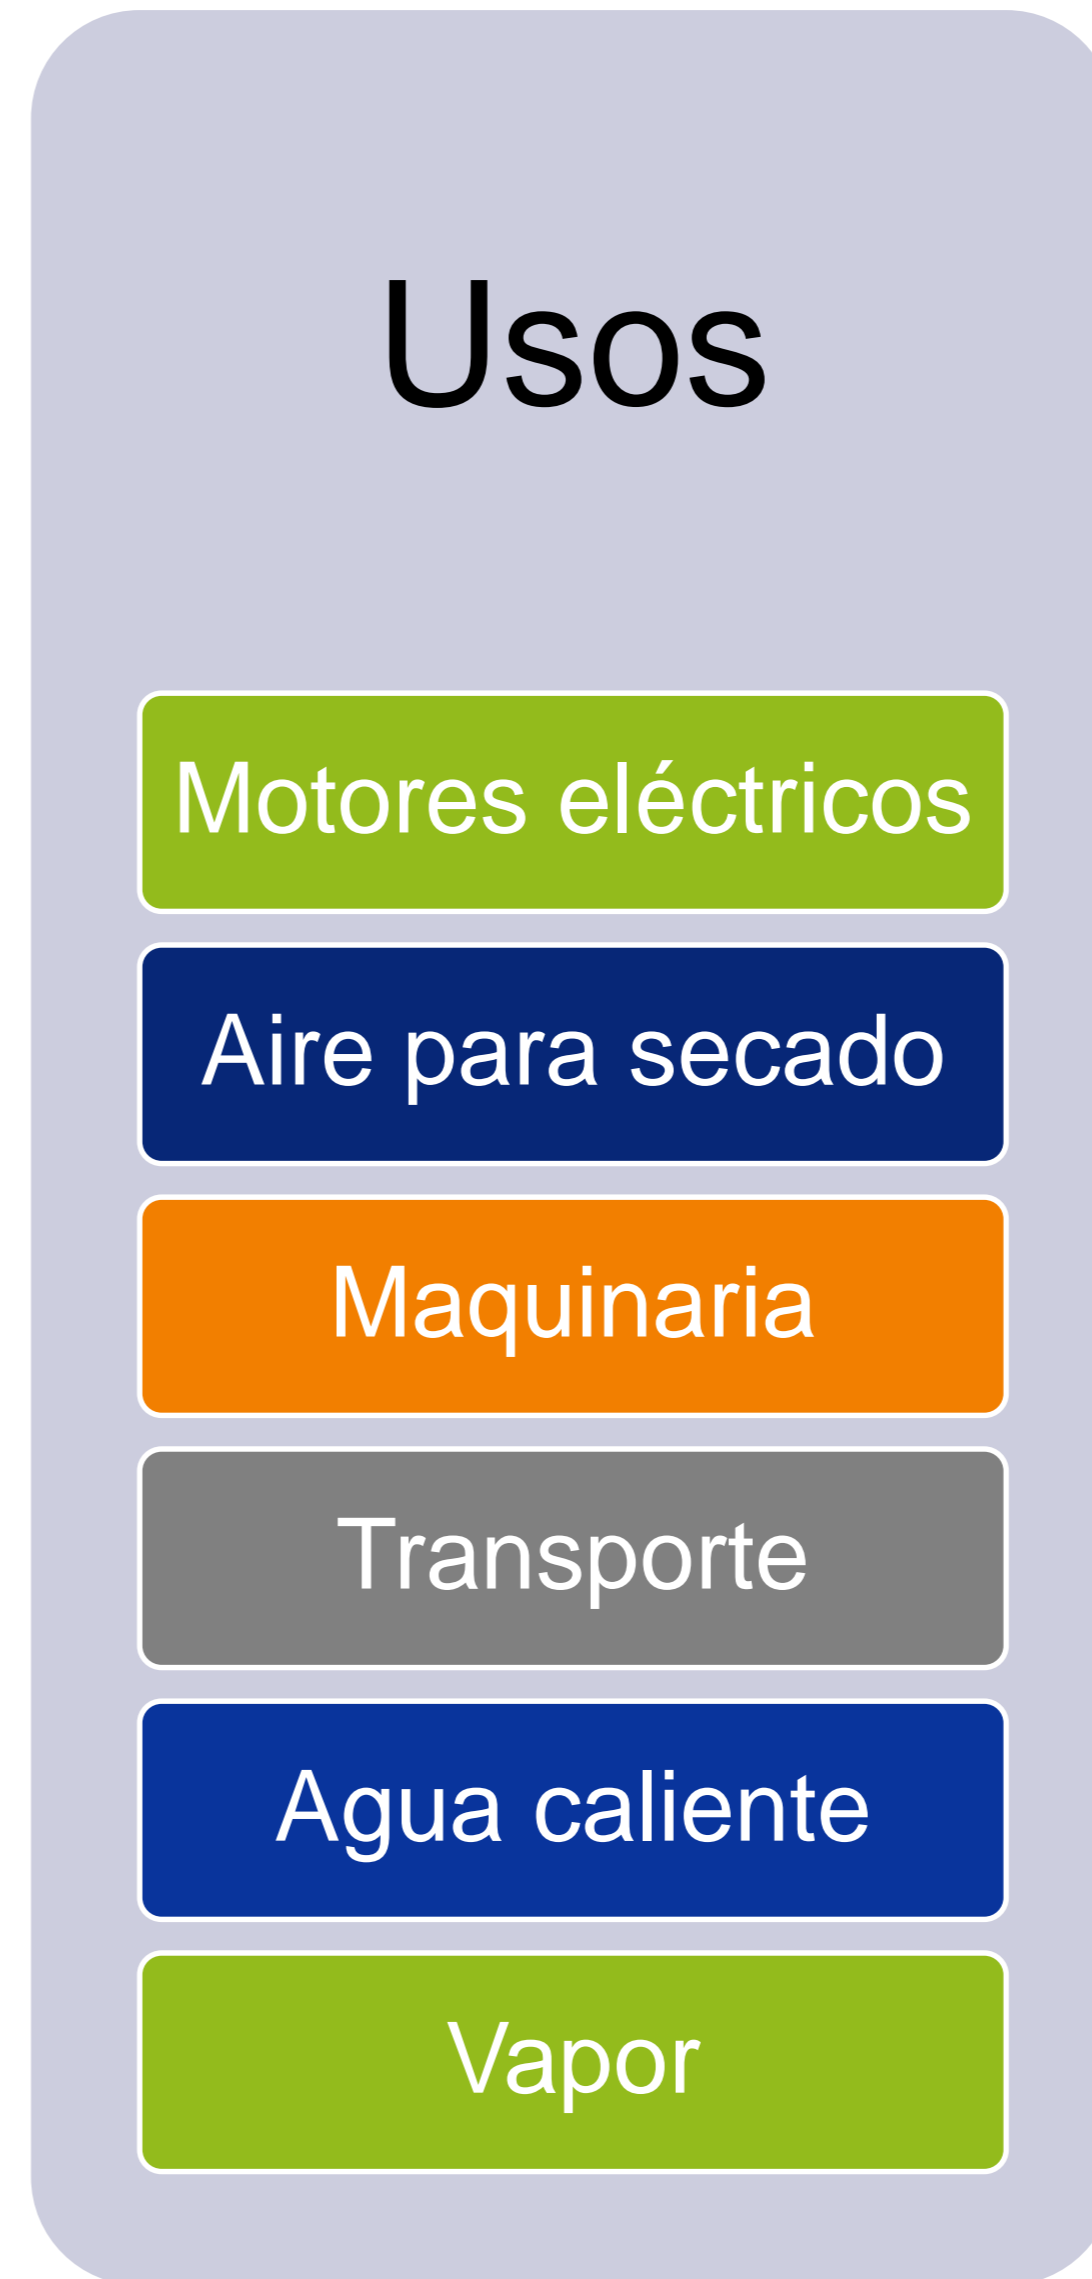 Usos
Motores eléctricos
Aire para secado
Maquinaria
Transporte
Agua caliente
Vapor